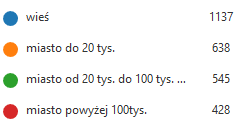 wieś 1137
miasto do 20 tys. 638
miasto od 20 tys. do 100 tys. ... 545
miasto powyżej 100tys. 428